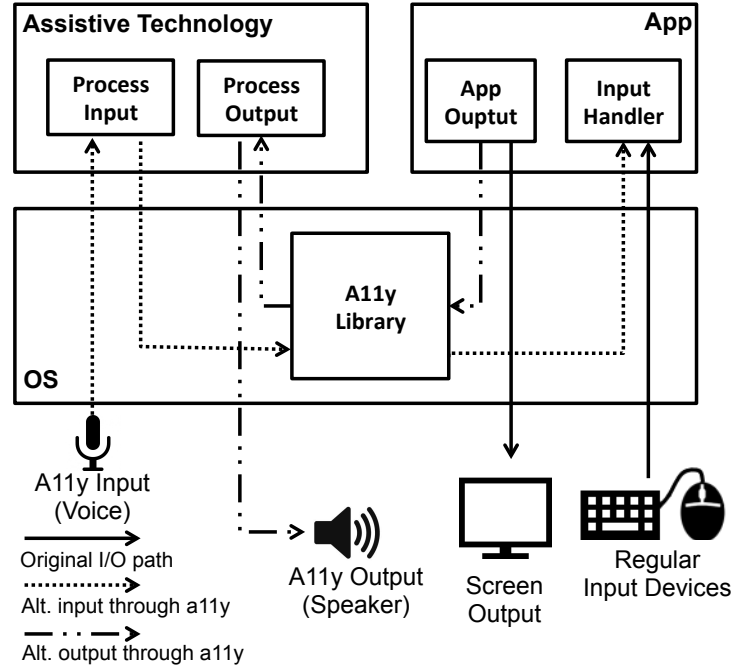 Assistive Technology
App
Process
Input
Process
Output
App
Ouptut
Input
Handler
A11y
Library
OS
A11y Input
(Voice)
A11y Output
(Speaker)
Screen
Output
Regular
Input Devices
Original I/O path
Alt. input through a11y
Alt. output through a11y